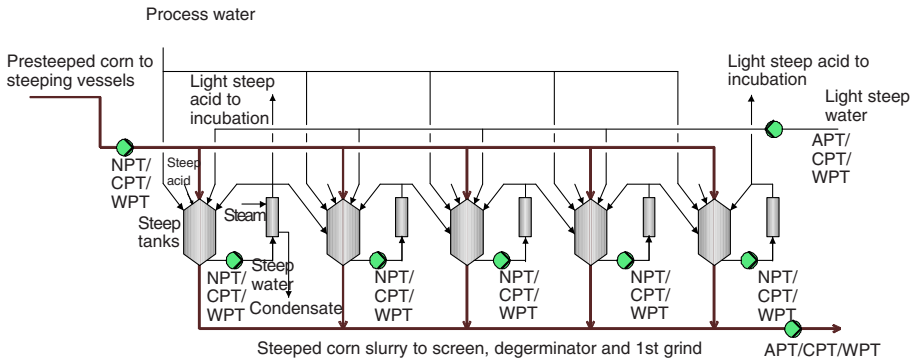 Process water
Presteeped corn to
steeping vessels
Light steep
acid to
incubation
Light steep acid to
incubation
Light steep
water
NPT/
CPT/
WPT
Steep
acid
APT/
CPT/
WPT
Steep
tanks
Steam
Steep
water
Condensate
NPT/
CPT/
WPT
NPT/
CPT/
WPT
NPT/
CPT/
WPT
NPT/
CPT/
WPT
NPT/
CPT/
WPT
Steeped corn slurry to screen, degerminator and 1st grind
APT/CPT/WPT